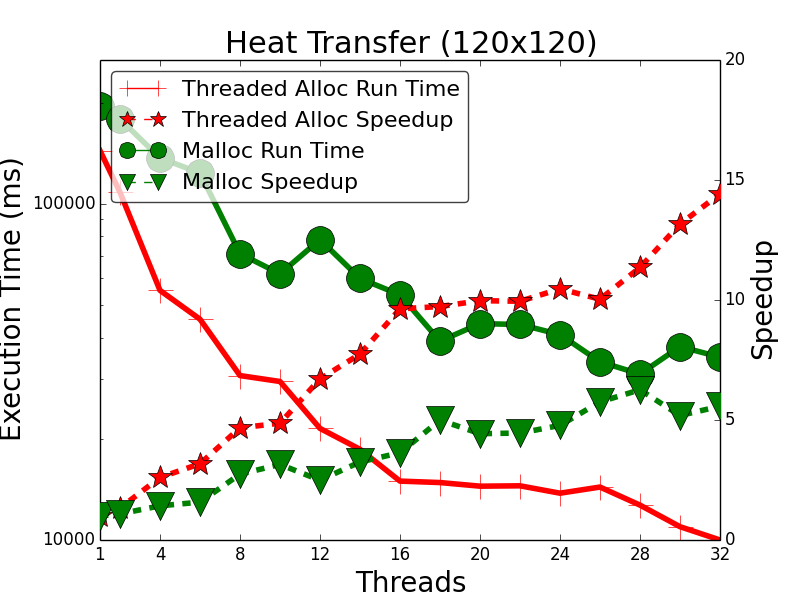 Heat Transfer (120x120)
Threaded Alloc Run Time
Threaded Alloc Speedup
Malloc Run Time
Malloc Speedup
Execution Time (ms)
100000
10000
20
15
10
5
0
Speedup
1 4 8 12 16 20 24 28 32
Threads